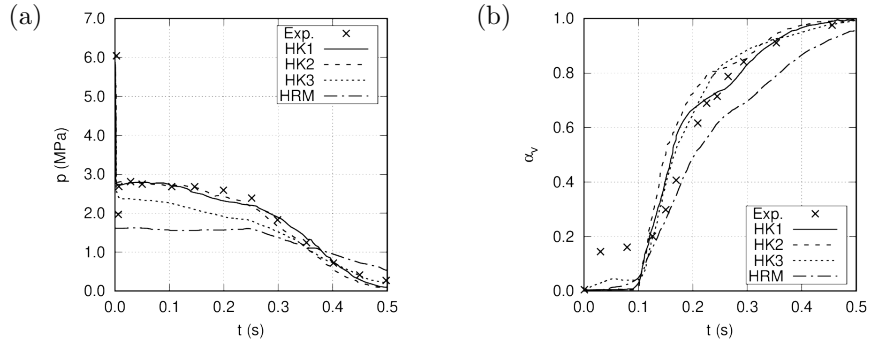 (a)
p (MPa)
7.0
6.0
5.0
4.0
3.0
2.0
1.0
0.0
0.0 0.1 0.2 0.3 0.4 0.5
t (s)
Exp.
HK1
HK2
HK3
HRM
(b)
αv
1.0
0.8
0.6
0.4
0.2
0.0
0 0.1 0.2 0.3 0.4 0.5
t (s)
Exp.
HK1
HK2
HK3
HRM